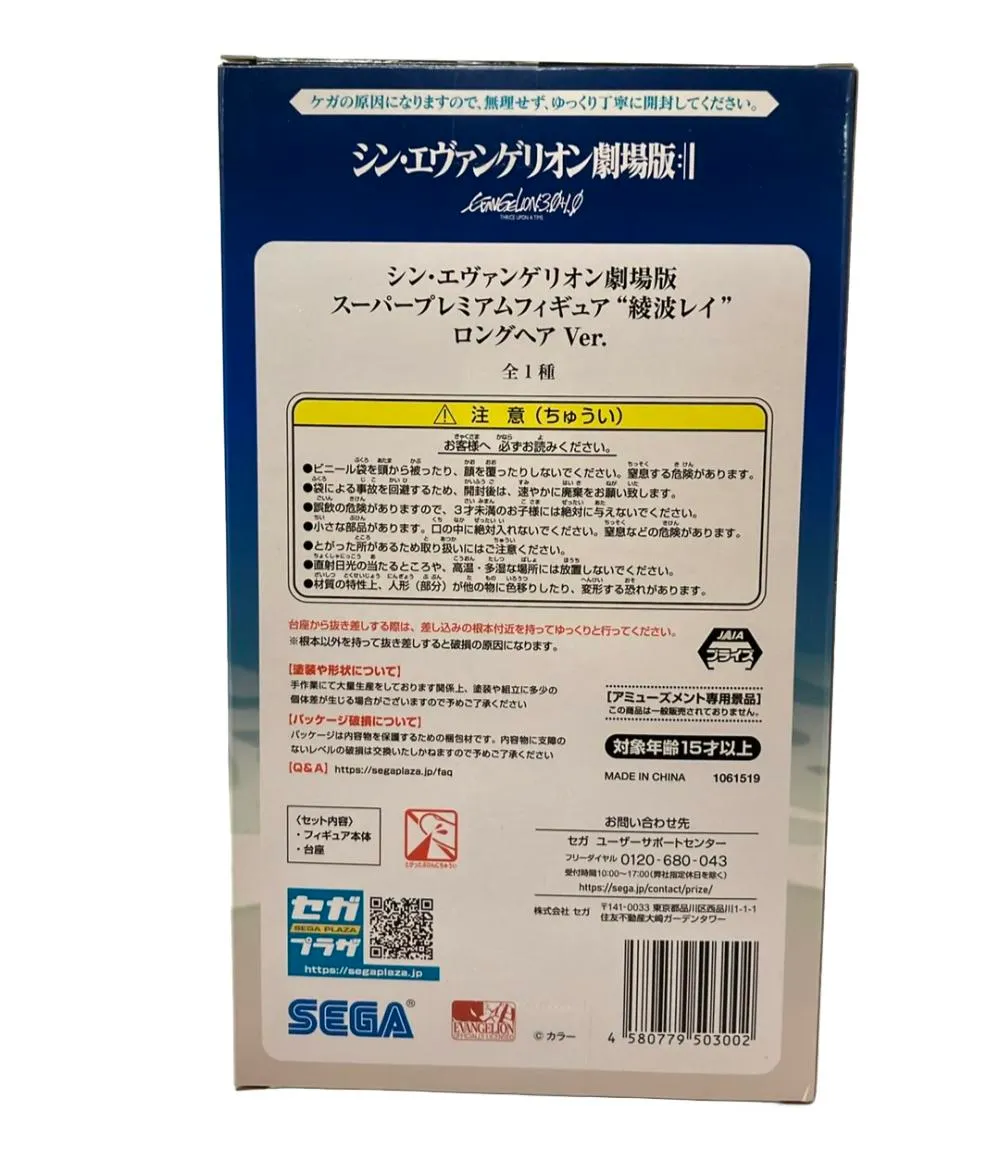 ケガの原因になりますので、無理せず、ゆっくり丁寧に開封してください。
シン・エヴァンゲリオン劇場版:||
EVANGELION:3.0+1.0
THRICE UPON A TIME
シン・エヴァンゲリオン劇場版
スーパープレミアムフィギュア“綾波レイ”
ロングヘア Ver.
全1種
⚠ 注 意(ちゅうい)
お客様へ 必ずお読みください。
●ビニール袋を頭から被ったり、顔を覆ったりしないでください。窒息する危険があります。
●袋による事故を回避するため、開封後は、速やかに廃棄をお願い致します。
●誤飲の危険がありますので、3才未満のお子様には絶対に与えないでください。
●小さな部品があります。口の中に絶対入れないでください。窒息などの危険があります。
●とがった所があるため取り扱いにはご注意ください。
●直射日光の当たるところや、高温・多湿な場所には放置しないでください。
●材質の特性上、人形(部分)が他の物に色移りしたり、変形する恐れがあります。
台座から抜き差しする際は、差し込みの根本付近を持ってゆっくりと行ってください。
※根本以外を持って抜き差しすると破損の原因になります。
JAIA
プライズ
【塗装や形状について】
手作業にて大量生産をしております関係上、塗装や組立に多少の
個体差が生じる場合がございますので予めご了承ください
【パッケージ破損について】
パッケージは内容物を保護するための梱包材です。内容物に支障の
ないレベルの破損は交換いたしかねますので予めご了承ください
【Q&A】https://segaplaza.jp/faq
【アミューズメント専用景品】
この商品は一般販売されておりません。
対象年齢15才以上
MADE IN CHINA 1061519
〈セット内容〉
・フィギュア本体
・台座
とがったぶひんにちゅうい
お問い合わせ先
セガ ユーザーサポートセンター
フリーダイヤル 0120-680-043
受付時間10:00〜17:00(弊社指定休日を除く)
https://sega.jp/contact/prize/
株式会社 セガ 〒141-0033 東京都品川区西品川1-1-1
住友不動産大崎ガーデンタワー
セガ
SEGA PLAZA
プラザ
https://segaplaza.jp
SEGA®
EVANGELION
OFFICIALLY LICENSED
© カラー
4 580779 503002